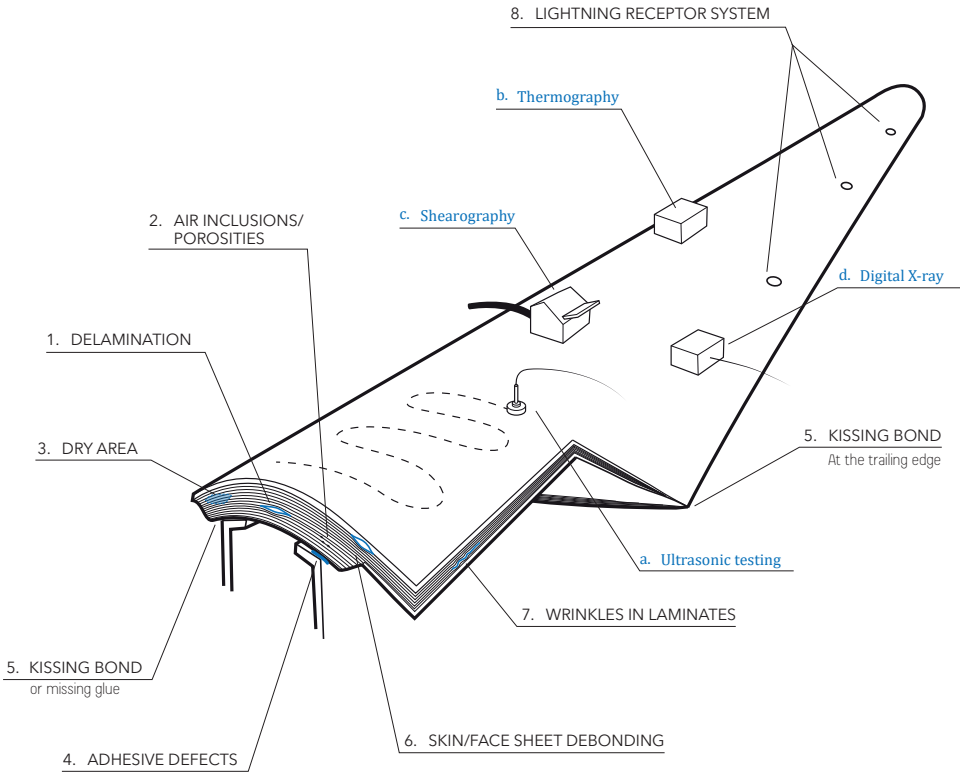 8. LIGHTNING RECEPTOR SYSTEM
b. Thermography
c. Shearography
2. AIR INCLUSIONS/
POROSITIES
d. Digital X-ray
1. DELAMINATION
3. DRY AREA
5. KISSING BOND
At the trailing edge
a. Ultrasonic testing
7. WRINKLES IN LAMINATES
5. KISSING BOND
or missing glue
6. SKIN/FACE SHEET DEBONDING
4. ADHESIVE DEFECTS